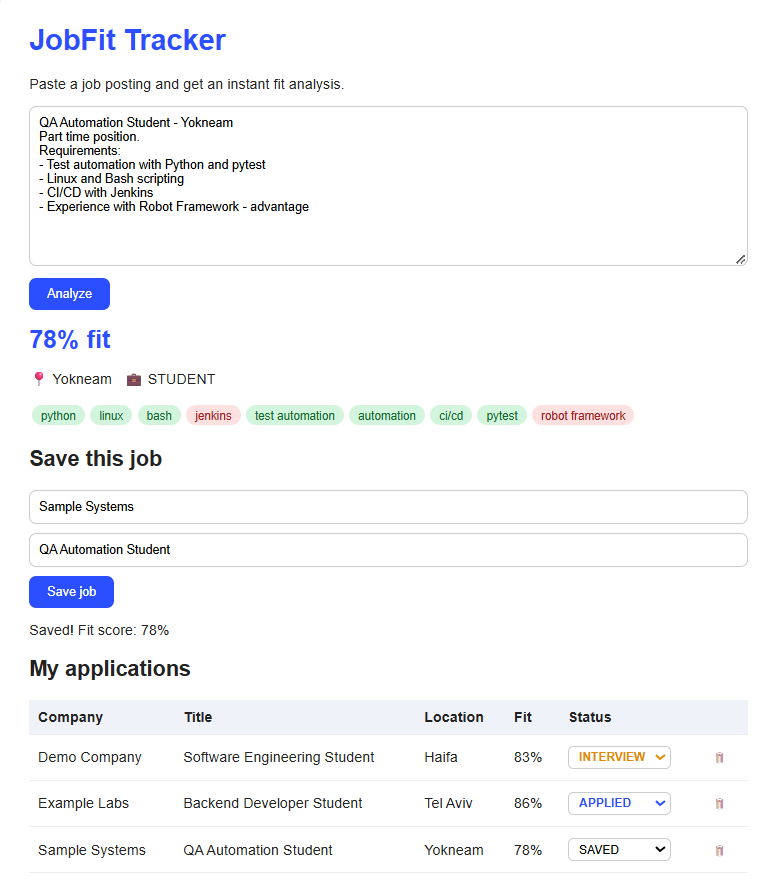 JobFit Tracker
Paste a job posting and get an instant fit analysis.
QA Automation Student - Yokneam
Part time position.
Requirements:
- Test automation with Python and pytest
- Linux and Bash scripting
- CI/CD with Jenkins
- Experience with Robot Framework - advantage
Analyze
78% fit
Yokneam STUDENT
python linux bash jenkins test automation automation ci/cd pytest robot framework
Save this job
Sample Systems
QA Automation Student
Save job
Saved! Fit score: 78%
My applications
Company Title Location Fit Status
Demo Company Software Engineering Student Haifa 83% INTERVIEW
Example Labs Backend Developer Student Tel Aviv 86% APPLIED
Sample Systems QA Automation Student Yokneam 78% SAVED